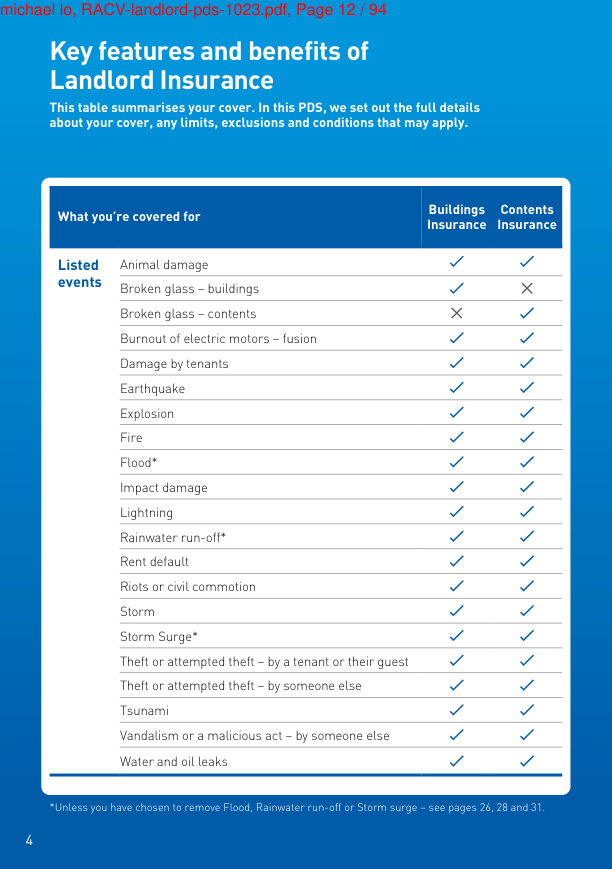 michael lo, RACV-landlord-pds-1023.pdf, Page 12 / 94
Key features and benefits of
Landlord Insurance
This table summarises your cover. In this PDS, we set out the full details
about your cover, any limits, exclusions and conditions that may apply.
What you're covered for
Buildings Insurance
Contents Insurance
Listed events
Animal damage ✓ ✓
Broken glass – buildings ✓ ✕
Broken glass – contents ✕ ✓
Burnout of electric motors – fusion ✓ ✓
Damage by tenants ✓ ✓
Earthquake ✓ ✓
Explosion ✓ ✓
Fire ✓ ✓
Flood* ✓ ✓
Impact damage ✓ ✓
Lightning ✓ ✓
Rainwater run-off* ✓ ✓
Rent default ✓ ✓
Riots or civil commotion ✓ ✓
Storm ✓ ✓
Storm Surge* ✓ ✓
Theft or attempted theft – by a tenant or their guest ✓ ✓
Theft or attempted theft – by someone else ✓ ✓
Tsunami ✓ ✓
Vandalism or a malicious act – by someone else ✓ ✓
Water and oil leaks ✓ ✓
*Unless you have chosen to remove Flood, Rainwater run-off or Storm surge – see pages 26, 28 and 31.
4